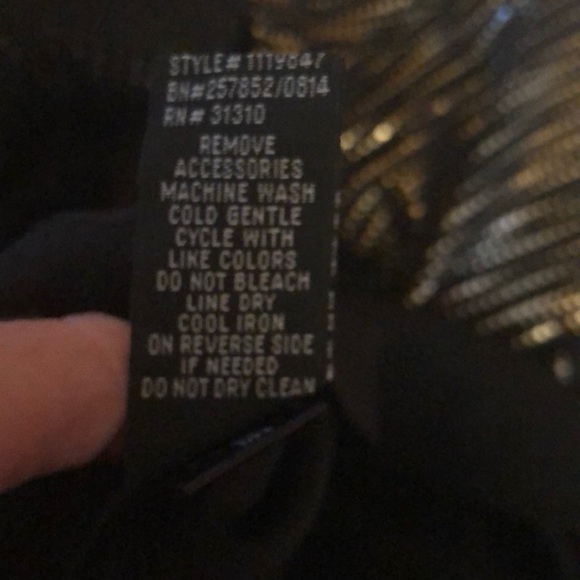 STYLE# 1119847
BN#257852/0814
RN# 31310
REMOVE
ACCESSORIES
MACHINE WASH
COLD GENTLE
CYCLE WITH
LIKE COLORS
DO NOT BLEACH
LINE DRY
COOL IRON
ON REVERSE SIDE
IF NEEDED
DO NOT DRY CLEAN